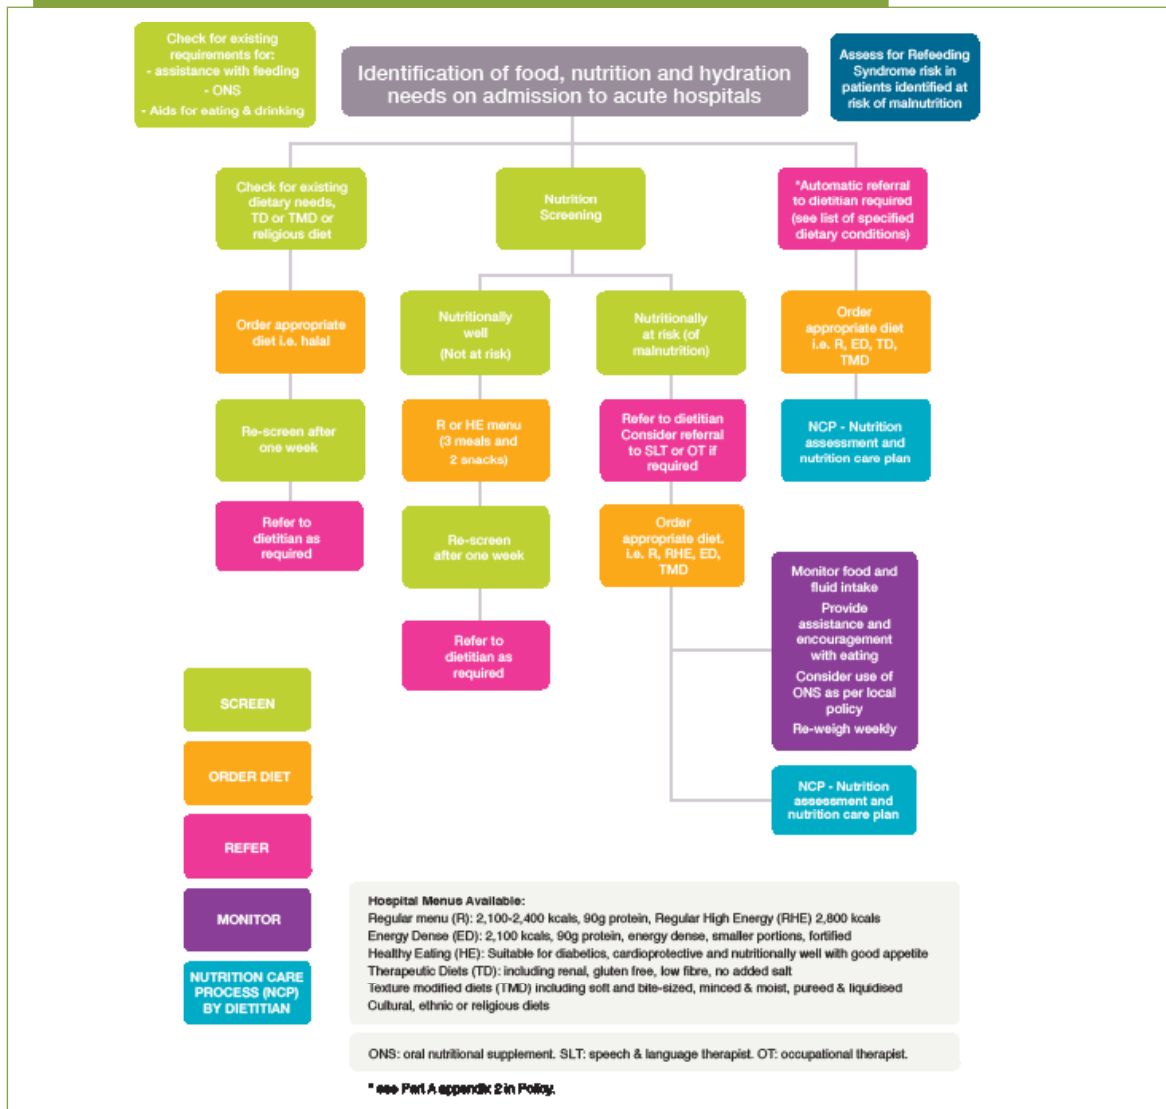 Check for existing
requirements for:
- assistance with feeding
- ONS
- Aids for eating & drinking
Identification of food, nutrition and hydration
needs on admission to acute hospitals
Assess for Refeeding
Syndrome risk in
patients identified at
risk of malnutrition
Check for existing
dietary needs,
TD or TMD or
religious diet
Nutrition
Screening
*Automatic referral
to dietitian required
(see list of specified
dietary conditions)
Order appropriate
diet i.e. halal
Nutritionally
well
(Not at risk)
Nutritionally
at risk (of
malnutrition)
Order
appropriate diet
i.e. R, ED, TD,
TMD
Re-screen after
one week
R or HE menu
(3 meals and
2 snacks)
Refer to dietitian
Consider referral
to SLT or OT if
required
NCP - Nutrition
assessment and
nutrition care plan
Refer to
dietitian as
required
Re-screen
after one week
Order
appropriate diet.
i.e. R, RHE, ED,
TMD
Refer to
dietitian as
required
Monitor food and
fluid intake
Provide
assistance and
encouragement
with eating
Consider use of
ONS as per local
policy
Re-weigh weekly
NCP - Nutrition
assessment and
nutrition care plan
SCREEN
ORDER DIET
REFER
MONITOR
NUTRITION CARE
PROCESS (NCP)
BY DIETITIAN
Hospital Menus Available:
Regular menu (R): 2,100-2,400 kcals, 90g protein, Regular High Energy (RHE) 2,800 kcals
Energy Dense (ED): 2,100 kcals, 90g protein, energy dense, smaller portions, fortified
Healthy Eating (HE): Suitable for diabetics, cardioprotective and nutritionally well with good appetite
Therapeutic Diets (TD): including renal, gluten free, low fibre, no added salt
Texture modified diets (TMD) including soft and bite-sized, minced & moist, pureed & liquidised
Cultural, ethnic or religious diets
ONS: oral nutritional supplement. SLT: speech & language therapist. OT: occupational therapist.
* see Part A appendix 2 in Policy.